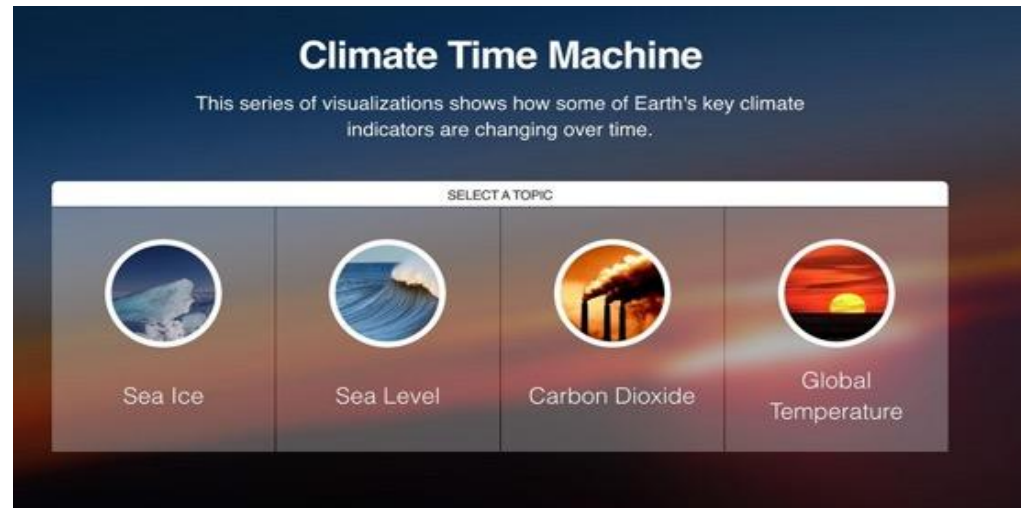 Climate Time Machine
This series of visualizations shows how some of Earth's key climate
indicators are changing over time.
SELECT A TOPIC
Sea Ice
Sea Level
Carbon Dioxide
Global
Temperature